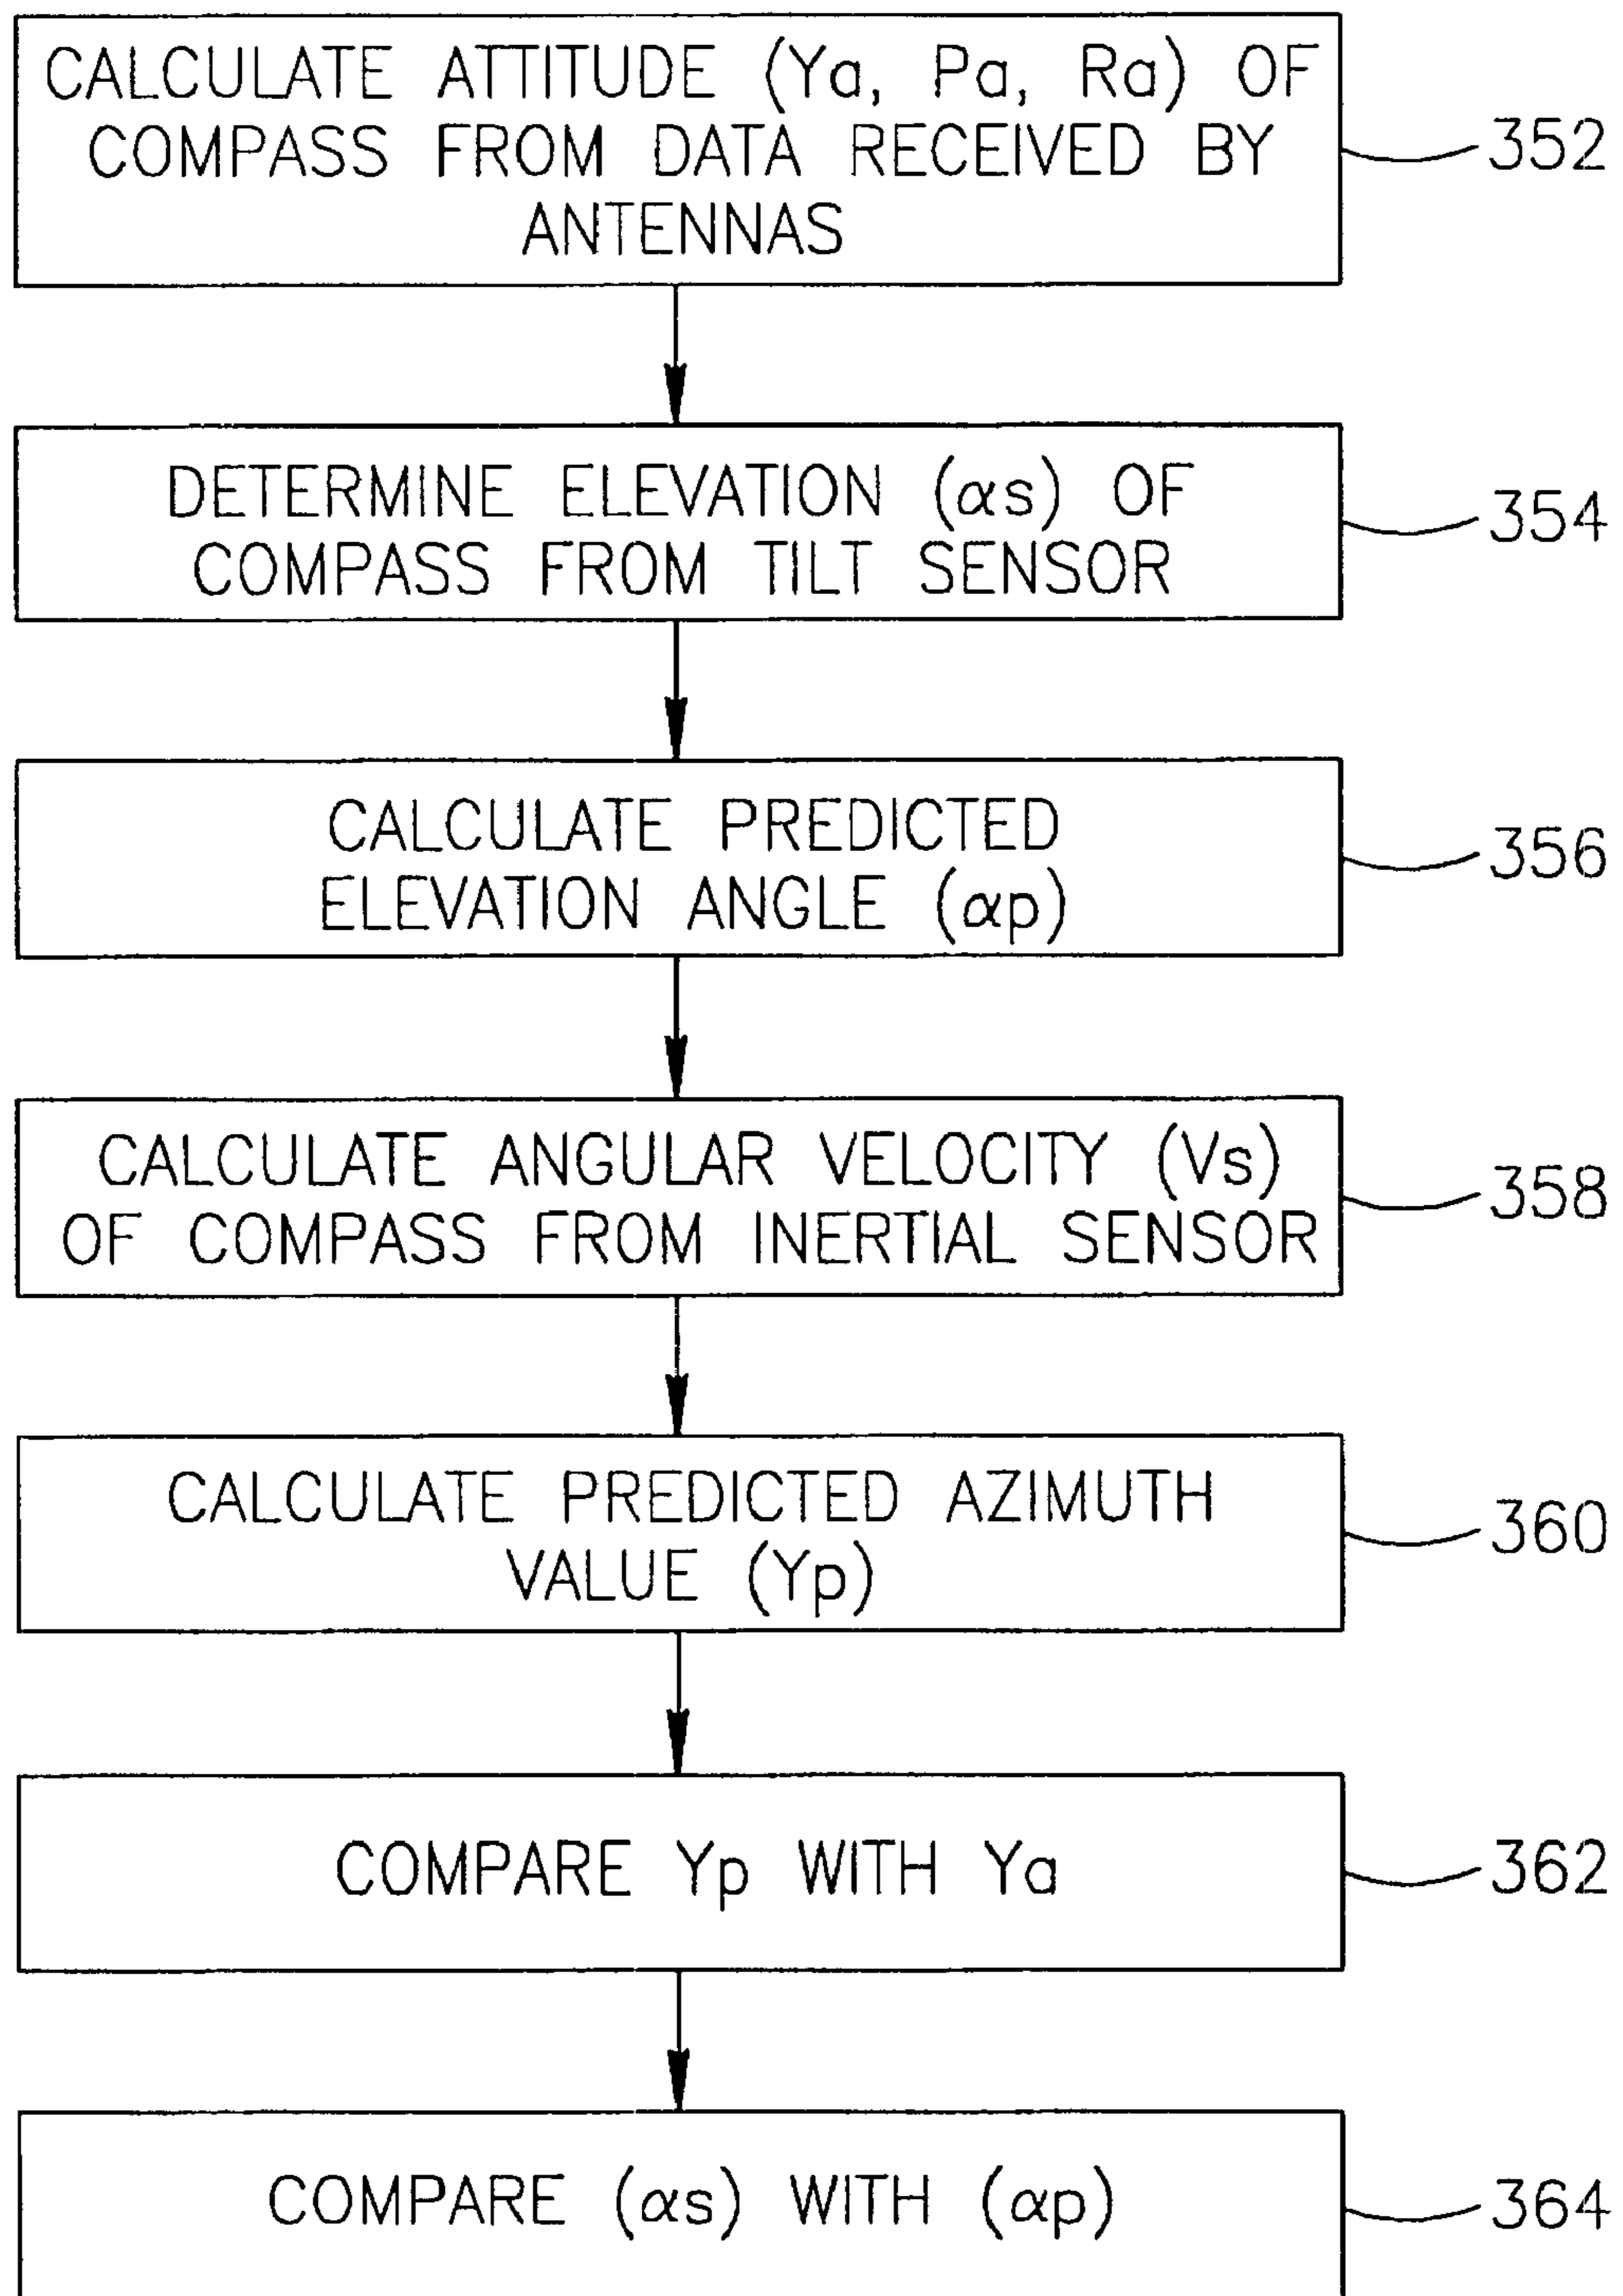 CALCULATE ATTITUDE (Ya, Pa, Ra) OF
COMPASS FROM DATA RECEIVED BY
ANTENNAS
352
DETERMINE ELEVATION (αs) OF
COMPASS FROM TILT SENSOR
354
CALCULATE PREDICTED
ELEVATION ANGLE (αp)
356
CALCULATE ANGULAR VELOCITY (Vs)
OF COMPASS FROM INERTIAL SENSOR
358
CALCULATE PREDICTED AZIMUTH
VALUE (Yp)
360
COMPARE Yp WITH Ya
362
COMPARE (αs) WITH (αp)
364